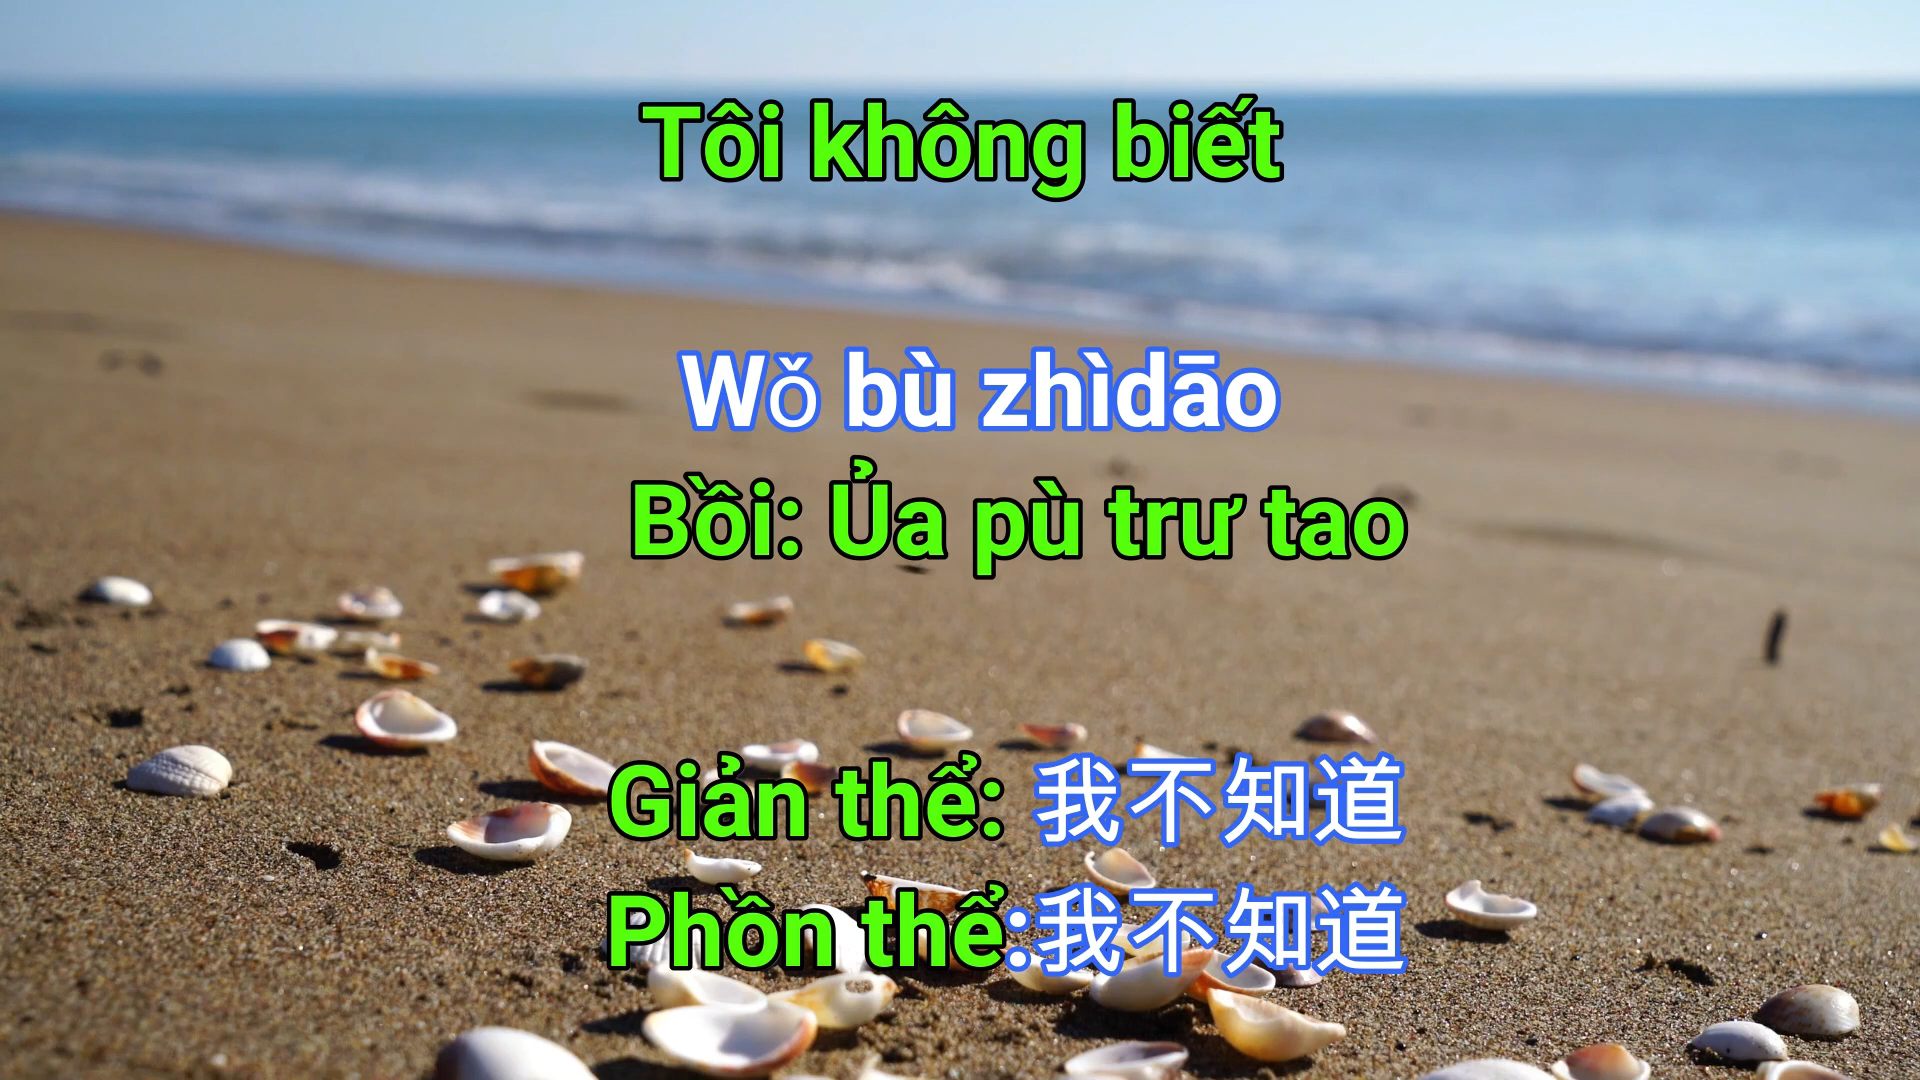 Tôi không biết
Wǒ bù zhìdāo
Bồi: Ủa pù trư tao
Giản thể: 我不知道
Phồn thể:我不知道